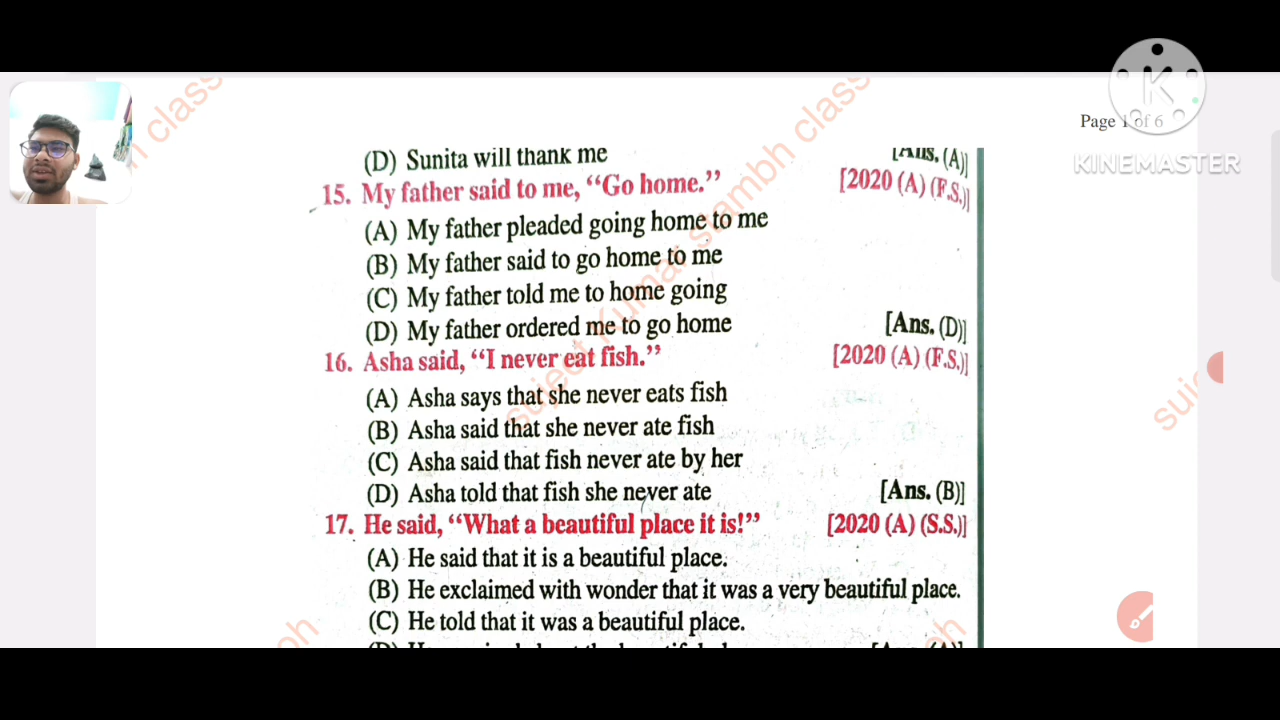 Page 1 of 6
KINEMASTER
(D) Sunita will thank me [Ans. (A)]
15. My father said to me, “Go home.” [2020 (A) (F.S.)]
(A) My father pleaded going home to me
(B) My father said to go home to me
(C) My father told me to home going
(D) My father ordered me to go home [Ans. (D)]
16. Asha said, “I never eat fish.” [2020 (A) (F.S.)]
(A) Asha says that she never eats fish
(B) Asha said that she never ate fish
(C) Asha said that fish never ate by her
(D) Asha told that fish she never ate [Ans. (B)]
17. He said, “What a beautiful place it is!” [2020 (A) (S.S.)]
(A) He said that it is a beautiful place.
(B) He exclaimed with wonder that it was a very beautiful place.
(C) He told that it was a beautiful place.